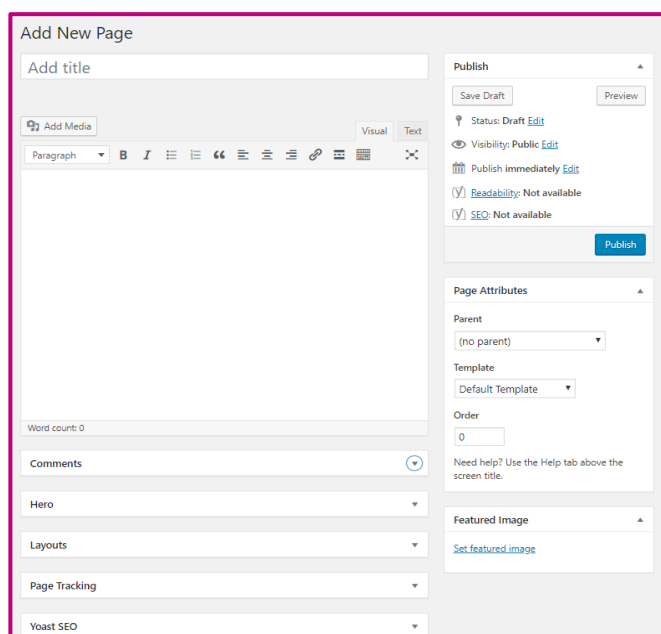 Add New Page
Add title
Add Media
Visual Text
Paragraph
Word count: 0
Comments
Hero
Layouts
Page Tracking
Yoast SEO
Publish
Save Draft Preview
Status: Draft Edit
Visibility: Public Edit
Publish immediately Edit
Readability: Not available
SEO: Not available
Publish
Page Attributes
Parent
(no parent)
Template
Default Template
Order
0
Need help? Use the Help tab above the
screen title.
Featured Image
Set featured image